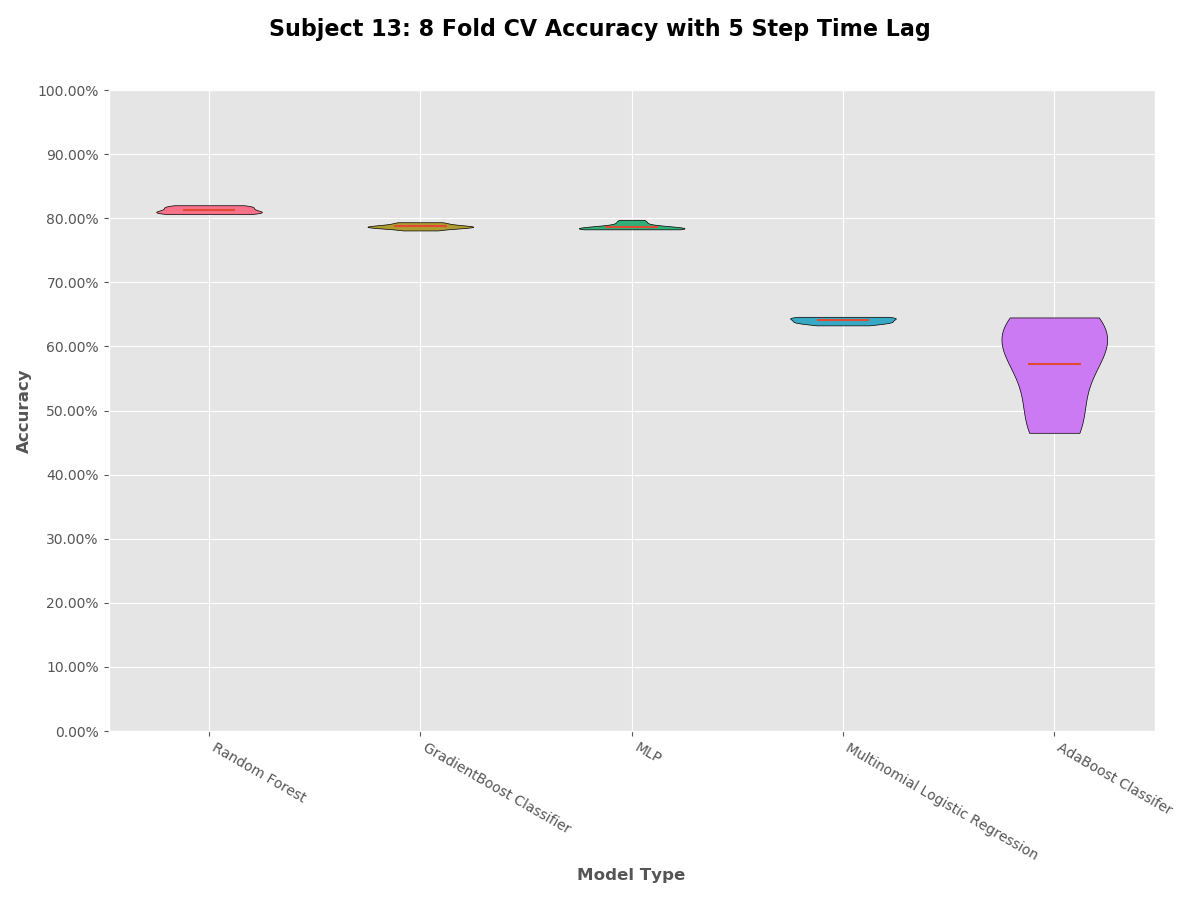 Subject 13: 8 Fold CV Accuracy with 5 Step Time Lag
100.00%
90.00%
80.00%
70.00%
60.00%
50.00%
40.00%
30.00%
20.00%
10.00%
0.00%
Accuracy
Random Forest
GradientBoost Classifier
MLP
Multinomial Logistic Regression
AdaBoost Classifer
Model Type